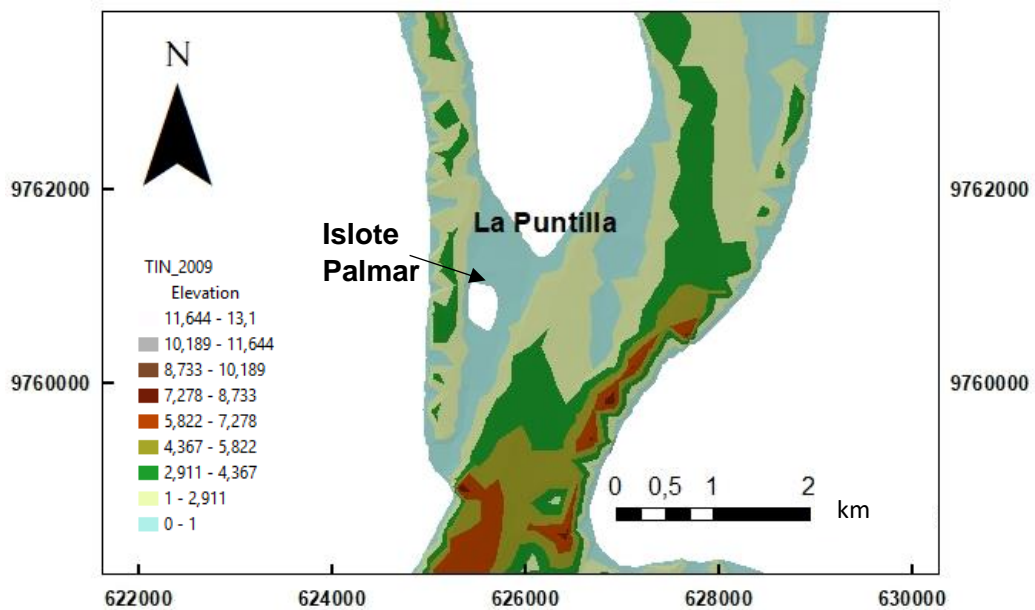 N
9762000
9762000
La Puntilla
Islote
Palmar
TIN_2009
Elevation
11,644 - 13,1
10,189 - 11,644
8,733 - 10,189
7,278 - 8,733
5,822 - 7,278
4,367 - 5,822
2,911 - 4,367
1 - 2,911
0 - 1
9760000
9760000
0 0,5 1 2
km
622000 624000 626000 628000 630000